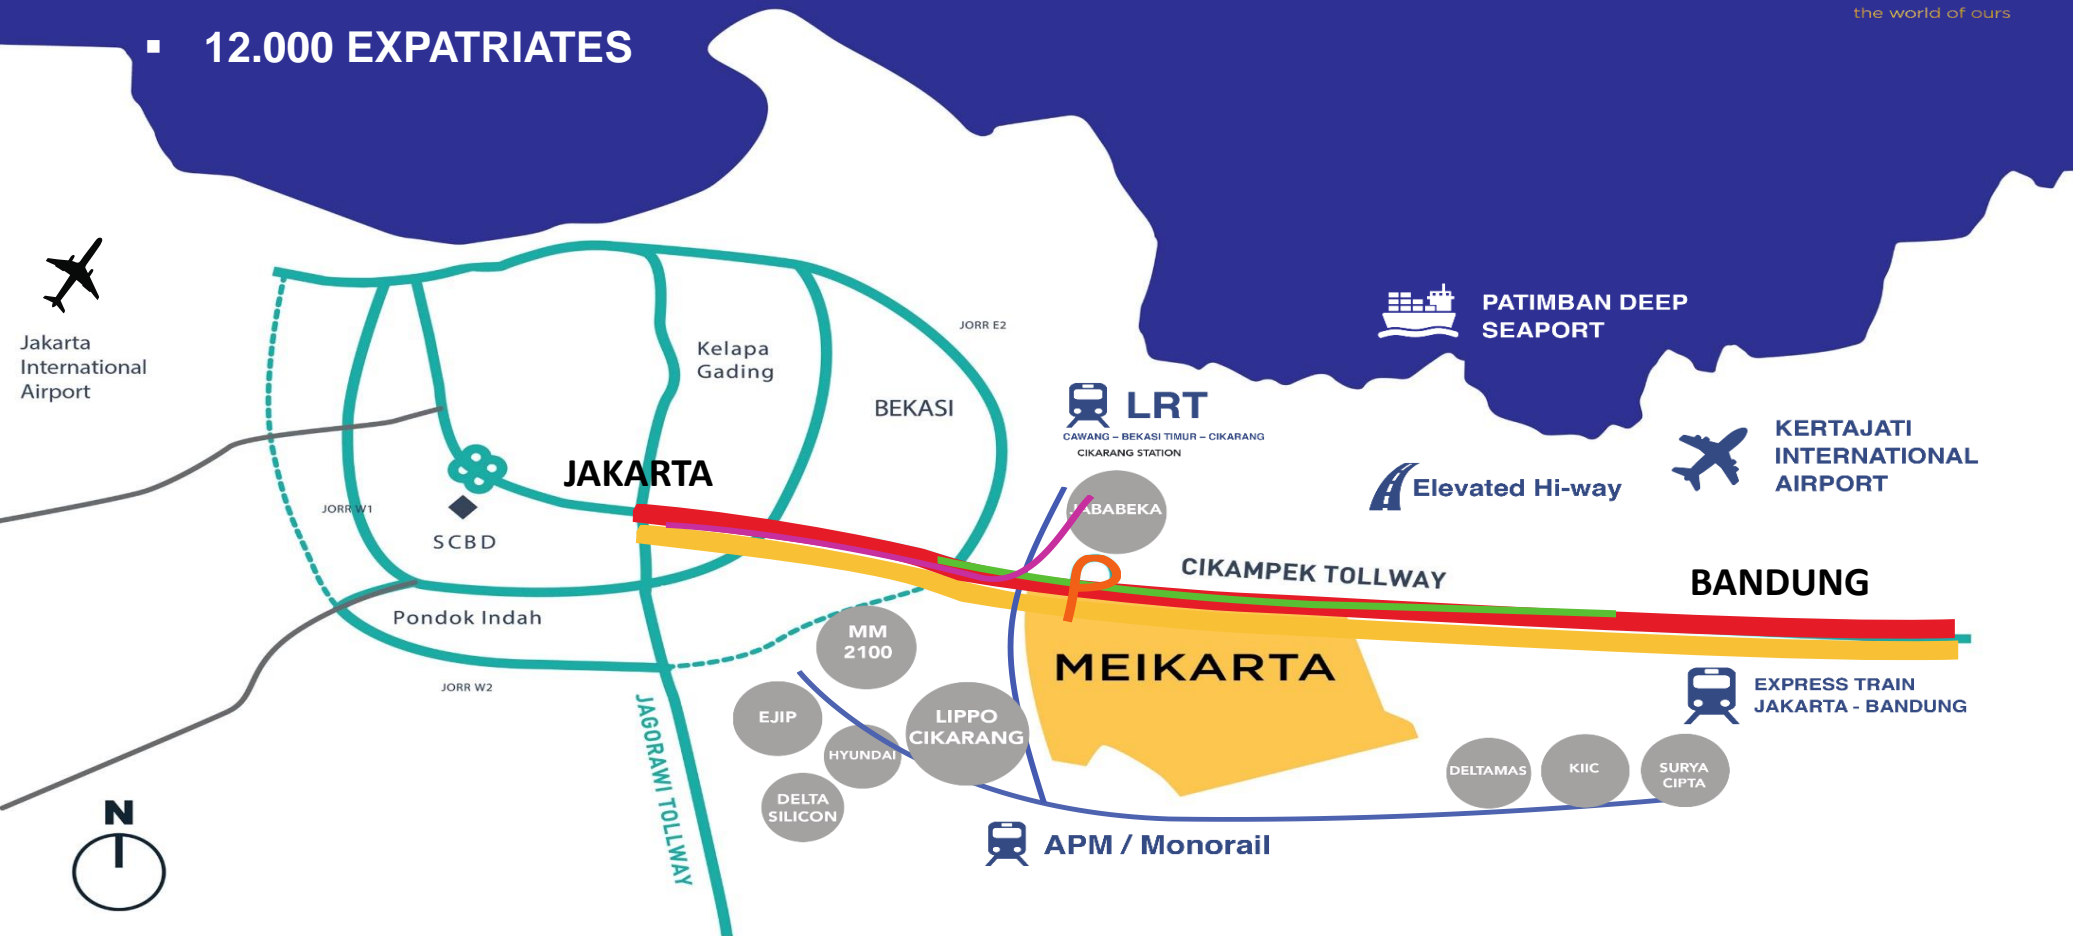 the world of ours
▪ 12.000 EXPATRIATES
Jakarta
International
Airport
JORR E2
Kelapa
Gading
BEKASI
PATIMBAN DEEP
SEAPORT
LRT
CAWANG – BEKASI TIMUR – CIKARANG
CIKARANG STATION
KERTAJATI
INTERNATIONAL
AIRPORT
JAKARTA
Elevated Hi-way
JORR W1
JABABEKA
SCBD
CIKAMPEK TOLLWAY
BANDUNG
Pondok Indah
MM
2100
MEIKARTA
JORR W2
EXPRESS TRAIN
JAKARTA - BANDUNG
JAGORAWI TOLLWAY
EJIP
LIPPO
CIKARANG
HYUNDAI
DELTAMAS
KIIC
SURYA
CIPTA
DELTA
SILICON
N
APM / Monorail